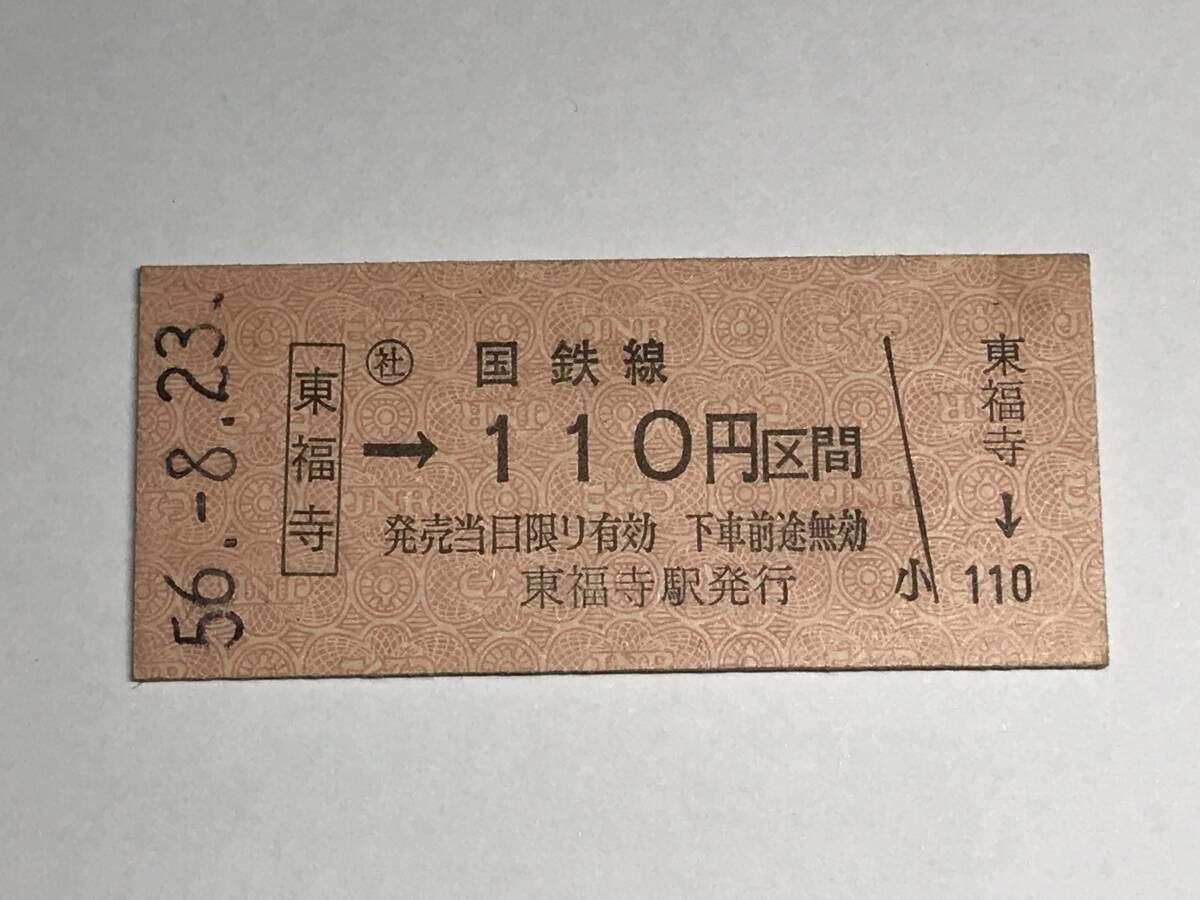 56.-8.23.
東福寺
㊓ 国鉄線
→110円区間
発売当日限り有効 下車前途無効
東福寺駅発行
東福寺
↓
小 110